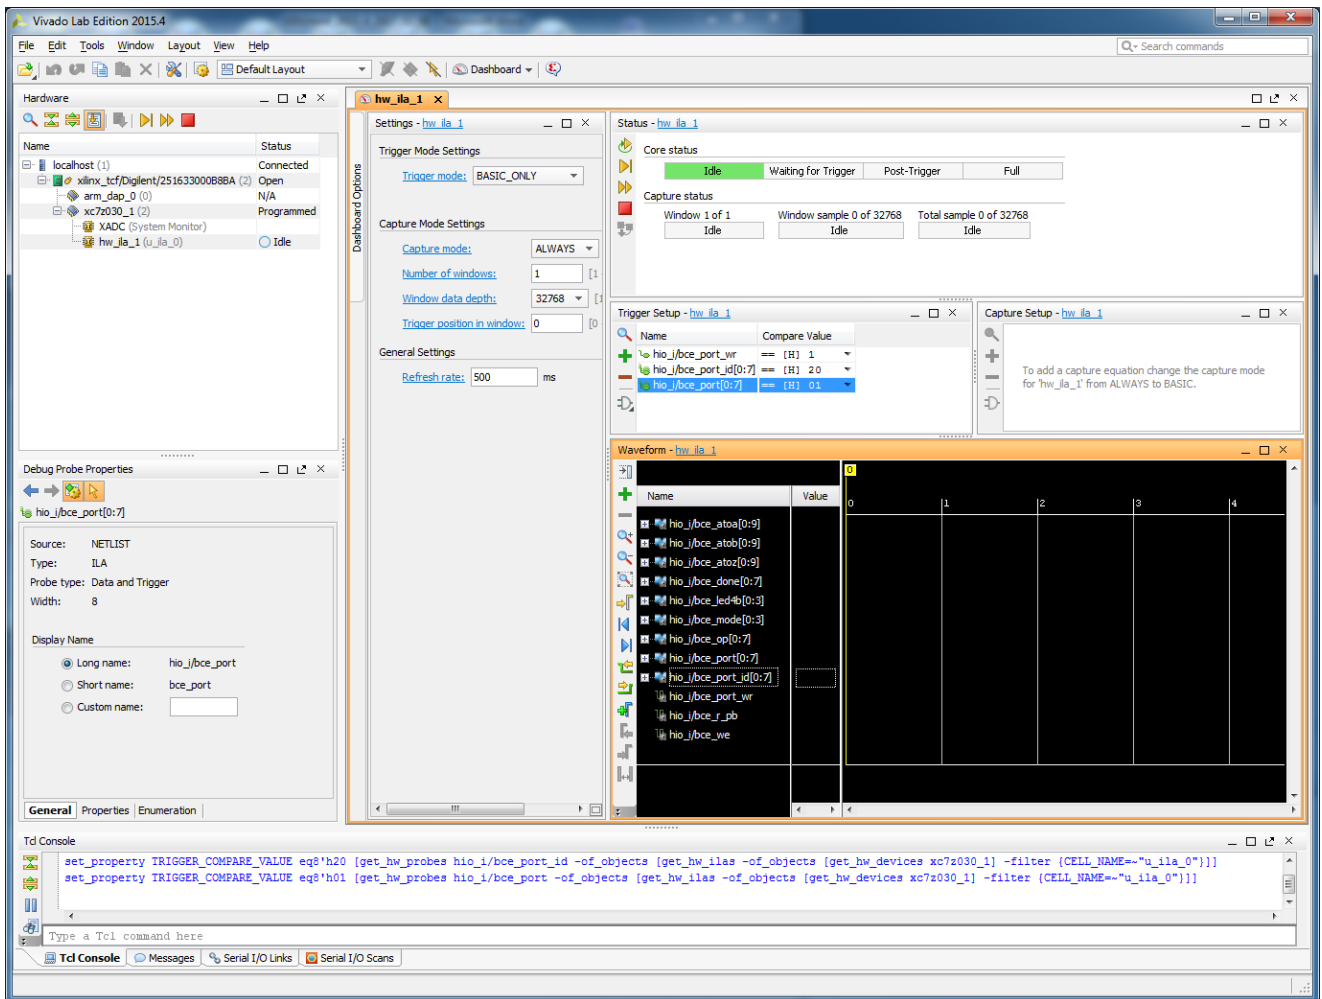 Vivado Lab Edition 2015.4
File Edit Tools Window Layout View Help
Search commands
Default Layout
Dashboard
Hardware
Name Status
localhost (1) Connected
xilinx_tcf/Digilent/251633000B8BA (2) Open
arm_dap_0 (0) N/A
xc7z030_1 (2) Programmed
XADC (System Monitor)
hw_ila_1 (u_ila_0) Idle
Debug Probe Properties
hio_i/bce_port[0:7]
Source: NETLIST
Type: ILA
Probe type: Data and Trigger
Width: 8
Display Name
Long name: hio_i/bce_port
Short name: bce_port
Custom name:
General Properties Enumeration
hw_ila_1
Dashboard Options
Settings - hw_ila_1
Trigger Mode Settings
Trigger mode: BASIC_ONLY
Capture Mode Settings
Capture mode: ALWAYS
Number of windows: 1 [1
Window data depth: 32768 [1
Trigger position in window: 0 [0
General Settings
Refresh rate: 500 ms
Status - hw_ila_1
Core status
Idle Waiting for Trigger Post-Trigger Full
Capture status
Window 1 of 1 Window sample 0 of 32768 Total sample 0 of 32768
Idle Idle Idle
Trigger Setup - hw_ila_1
Name Compare Value
hio_i/bce_port_wr == [H] 1
hio_i/bce_port_id[0:7] == [H] 20
hio_i/bce_port[0:7] == [H] 01
Capture Setup - hw_ila_1
To add a capture equation change the capture mode
for 'hw_ila_1' from ALWAYS to BASIC.
Waveform - hw_ila_1
0
Name Value 0 1 2 3 4
hio_i/bce_atoa[0:9]
hio_i/bce_atob[0:9]
hio_i/bce_atoz[0:9]
hio_i/bce_done[0:7]
hio_i/bce_led4b[0:3]
hio_i/bce_mode[0:3]
hio_i/bce_op[0:7]
hio_i/bce_port[0:7]
hio_i/bce_port_id[0:7]
hio_i/bce_port_wr
hio_i/bce_r_pb
hio_i/bce_we
Tcl Console
set_property TRIGGER_COMPARE_VALUE eq8'h20 [get_hw_probes hio_i/bce_port_id -of_objects [get_hw_ilas -of_objects [get_hw_devices xc7z030_1] -filter {CELL_NAME=~"u_ila_0"}]]
set_property TRIGGER_COMPARE_VALUE eq8'h01 [get_hw_probes hio_i/bce_port -of_objects [get_hw_ilas -of_objects [get_hw_devices xc7z030_1] -filter {CELL_NAME=~"u_ila_0"}]]
Type a Tcl command here
Tcl Console Messages Serial I/O Links Serial I/O Scans